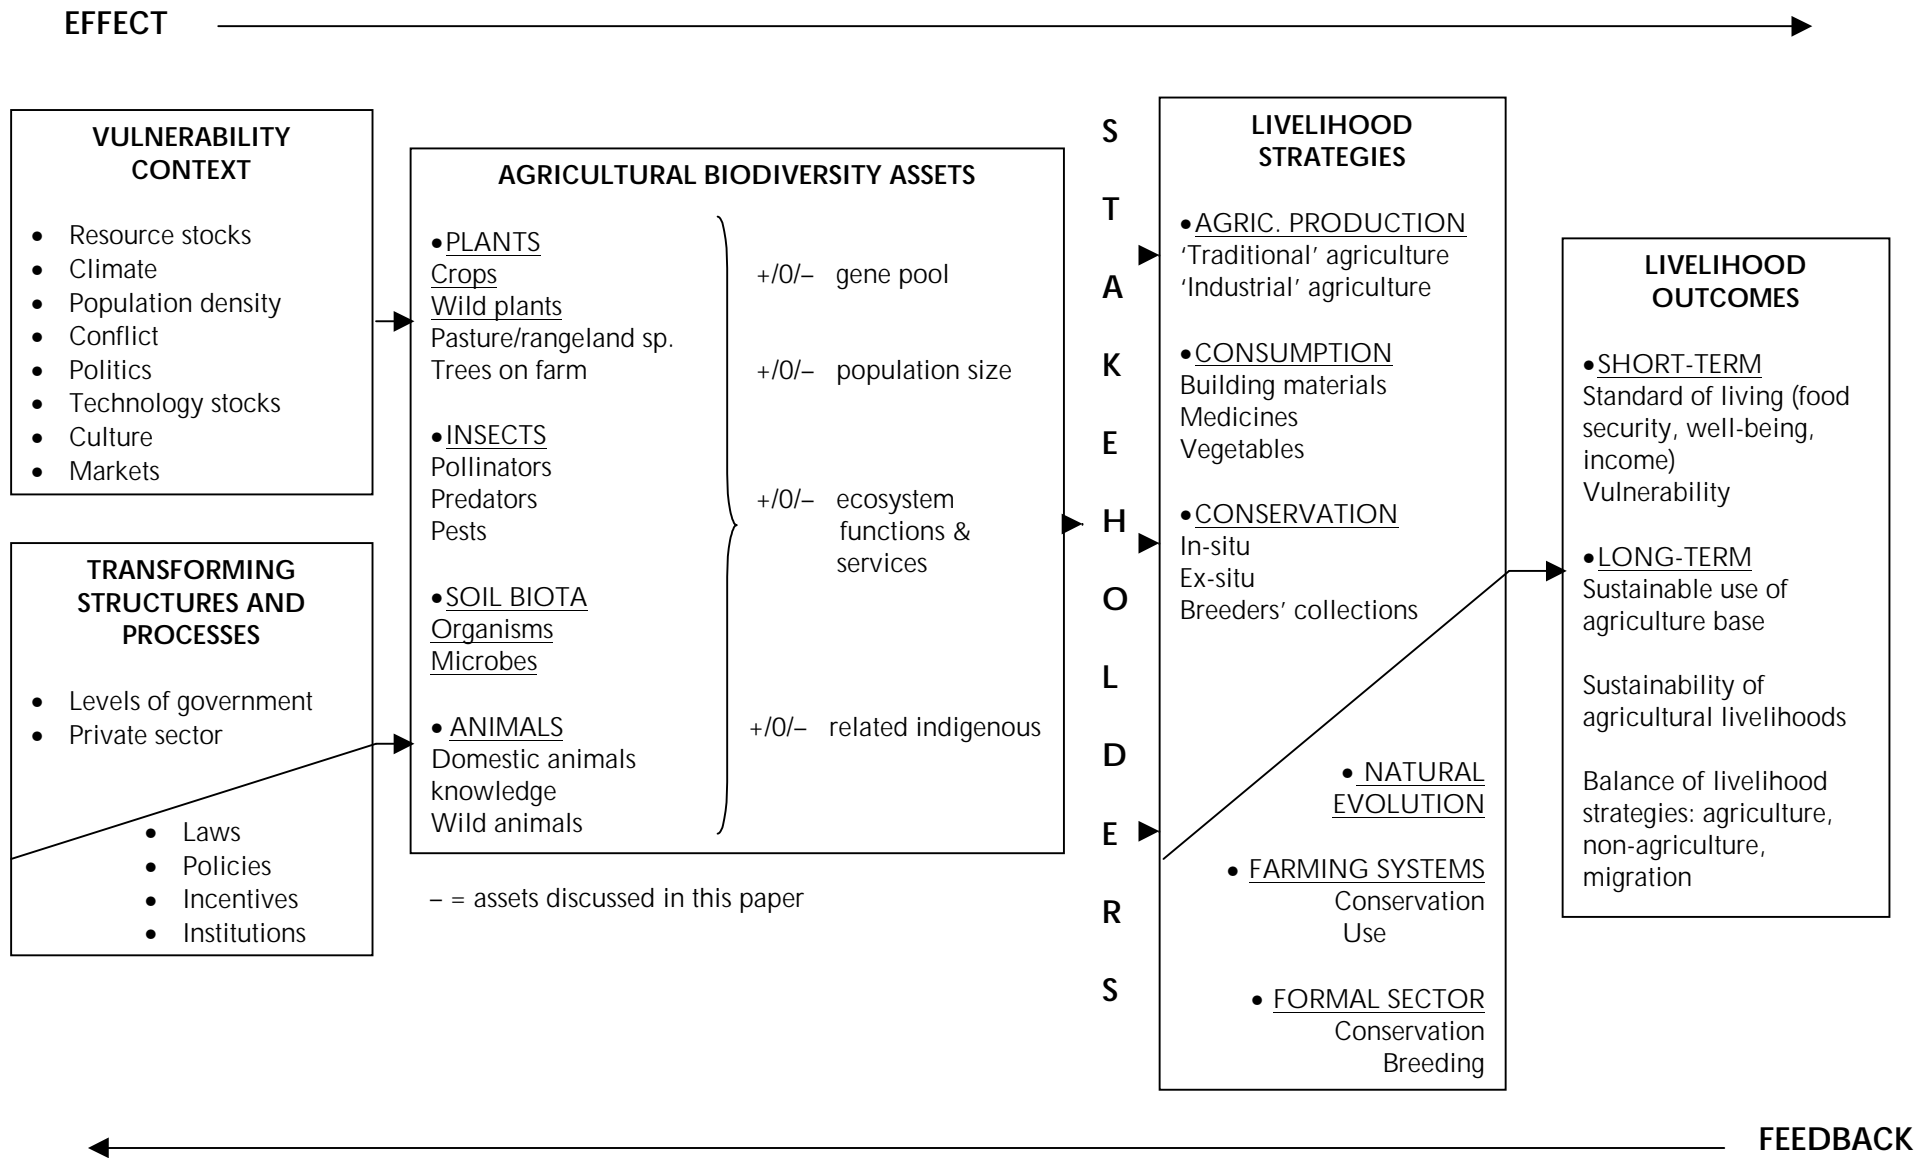 EFFECT
VULNERABILITY
CONTEXT
• Resource stocks
• Climate
• Population density
• Conflict
• Politics
• Technology stocks
• Culture
• Markets
TRANSFORMING
STRUCTURES AND
PROCESSES
• Levels of government
• Private sector
• Laws
• Policies
• Incentives
• Institutions
AGRICULTURAL BIODIVERSITY ASSETS
•PLANTS
Crops
Wild plants
Pasture/rangeland sp.
Trees on farm
•INSECTS
Pollinators
Predators
Pests
•SOIL BIOTA
Organisms
Microbes
• ANIMALS
Domestic animals
knowledge
Wild animals
+/0/– gene pool
+/0/– population size
+/0/– ecosystem
functions &
services
+/0/– related indigenous
– = assets discussed in this paper
S
T
A
K
E
H
O
L
D
E
R
S
LIVELIHOOD
STRATEGIES
•AGRIC. PRODUCTION
‘Traditional’ agriculture
‘Industrial’ agriculture
•CONSUMPTION
Building materials
Medicines
Vegetables
•CONSERVATION
In-situ
Ex-situ
Breeders’ collections
• NATURAL
EVOLUTION
• FARMING SYSTEMS
Conservation
Use
• FORMAL SECTOR
Conservation
Breeding
LIVELIHOOD
OUTCOMES
•SHORT-TERM
Standard of living (food
security, well-being,
income)
Vulnerability
•LONG-TERM
Sustainable use of
agriculture base
Sustainability of
agricultural livelihoods
Balance of livelihood
strategies: agriculture,
non-agriculture,
migration
FEEDBACK